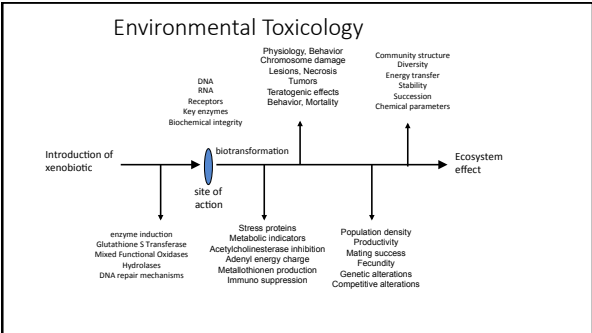 Environmental Toxicology
Physiology, Behavior
Chromosome damage
Lesions, Necrosis
Tumors
Teratogenic effects
Behavior, Mortality
Community structure
Diversity
Energy transfer
Stability
Succession
Chemical parameters
DNA
RNA
Receptors
Key enzymes
Biochemical integrity
biotransformation
Introduction of
xenobiotic
Ecosystem
effect
site of
action
enzyme induction
Glutathione S Transferase
Mixed Functional Oxidases
Hydrolases
DNA repair mechanisms
Stress proteins
Metabolic indicators
Acetylcholinesterase inhibition
Adenyl energy charge
Metallothionen production
Immuno suppression
Population density
Productivity
Mating success
Fecundity
Genetic alterations
Competitive alterations